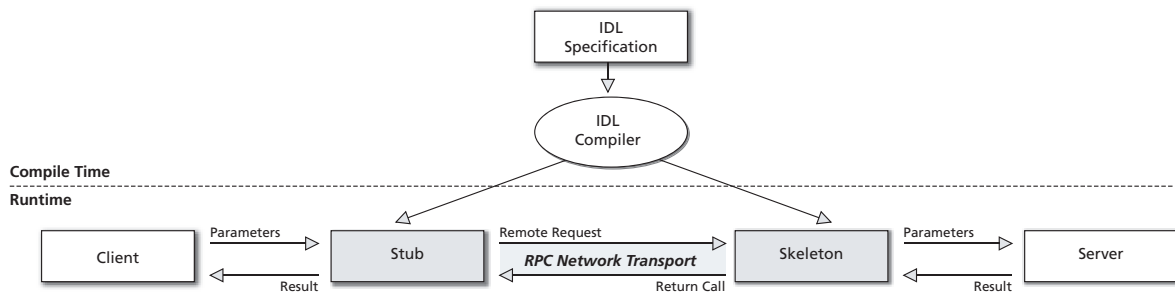 IDL
Specification
IDL
Compiler
Compile Time
Runtime
Client
Parameters
Result
Stub
Remote Request
RPC Network Transport
Return Call
Skeleton
Parameters
Result
Server